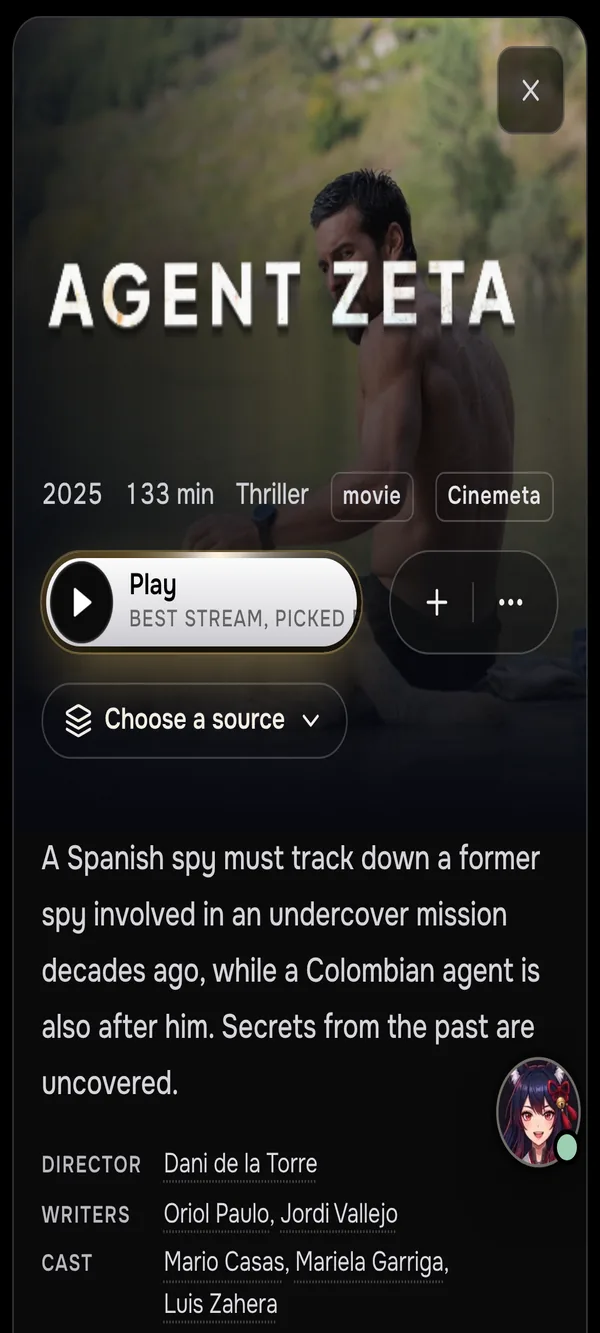 X
AGENT ZETA
2025 133 min Thriller movie Cinemeta
Play
BEST STREAM, PICKED
Choose a source
A Spanish spy must track down a former
spy involved in an undercover mission
decades ago, while a Colombian agent is
also after him. Secrets from the past are
uncovered.
DIRECTOR Dani de la Torre
WRITERS Oriol Paulo, Jordi Vallejo
CAST Mario Casas, Mariela Garriga,
Luis Zahera